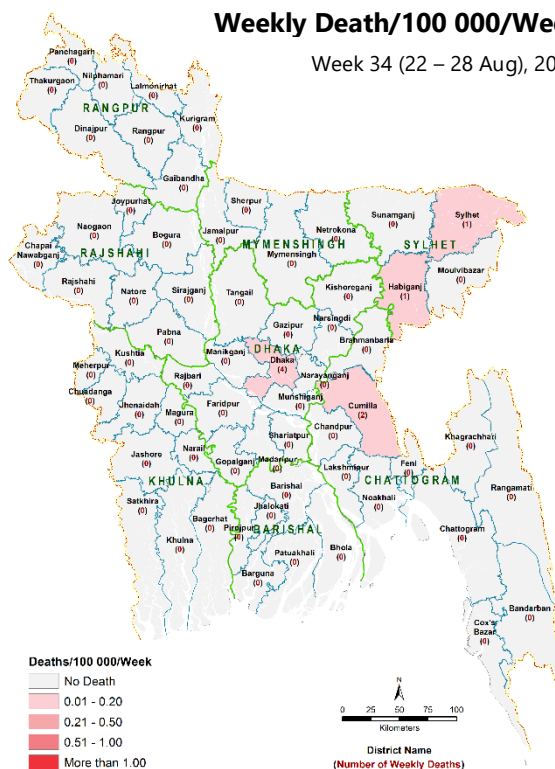 Weekly Death/100 000/Wee
Week 34 (22 – 28 Aug), 20
Panchagarh
(0)
Thakurgaon
(0)
Nilphamari
(0)
Lalmonirhat
(0)
RANGPUR
Kurigram
(0)
Dinajpur
(0)
Rangpur
(0)
Gaibandha
(0)
Joypurhat
(0)
Sherpur
(0)
Sunamganj
(0)
Sylhet
(1)
Naogaon
(0)
Bogura
(0)
Jamalpur
(0)
Netrokona
(0)
MYMENSINGH
Mymensingh
(0)
SYLHET
Chapai
Nawabganj
(0)
RAJSHAHI
Moulvibazar
(0)
Rajshahi
(0)
Natore
(0)
Sirajganj
(0)
Tangail
(0)
Kishoreganj
(0)
Habiganj
(1)
Pabna
(0)
Gazipur
(0)
Narsingdi
(0)
Brahmanbaria
(0)
Kushtia
(0)
Manikganj
(0)
DHAKA
Dhaka
(4)
Meherpur
(0)
Rajbari
(0)
Narayanganj
(0)
Chuadanga
(0)
Jhenaidah
(0)
Magura
(0)
Faridpur
(0)
Munshiganj
(0)
Cumilla
(2)
Chandpur
(0)
Shariatpur
(0)
Khagrachhari
(0)
Jashore
(0)
Narail
(0)
Gopalganj
(0)
Madaripur
(0)
Lakshmipur
(0)
Feni
(0)
KHULNA
CHATTOGRAM
Rangamati
(0)
Satkhira
(0)
Barishal
(0)
Noakhali
(0)
Jhalokati
(0)
Khulna
(0)
Bagerhat
(0)
Pirojpur
(0)
BARISHAL
Chattogram
(0)
Patuakhali
(0)
Bhola
(0)
Barguna
(0)
Bandarban
(0)
Cox's
Bazar
(0)
Deaths/100 000/Week
No Death
0.01 - 0.20
0.21 - 0.50
0.51 - 1.00
More than 1.00
N
0 25 50 75 100
Kilometers
District Name
(Number of Weekly Deaths)